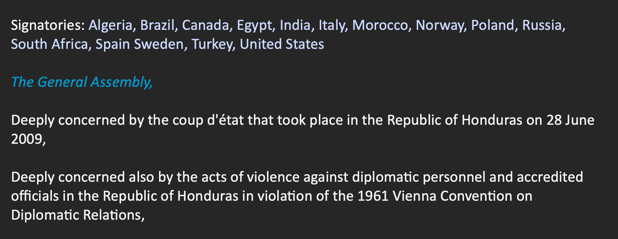 Signatories: Algeria, Brazil, Canada, Egypt, India, Italy, Morocco, Norway, Poland, Russia,
South Africa, Spain Sweden, Turkey, United States
The General Assembly,
Deeply concerned by the coup d'état that took place in the Republic of Honduras on 28 June
2009,
Deeply concerned also by the acts of violence against diplomatic personnel and accredited
officials in the Republic of Honduras in violation of the 1961 Vienna Convention on
Diplomatic Relations,